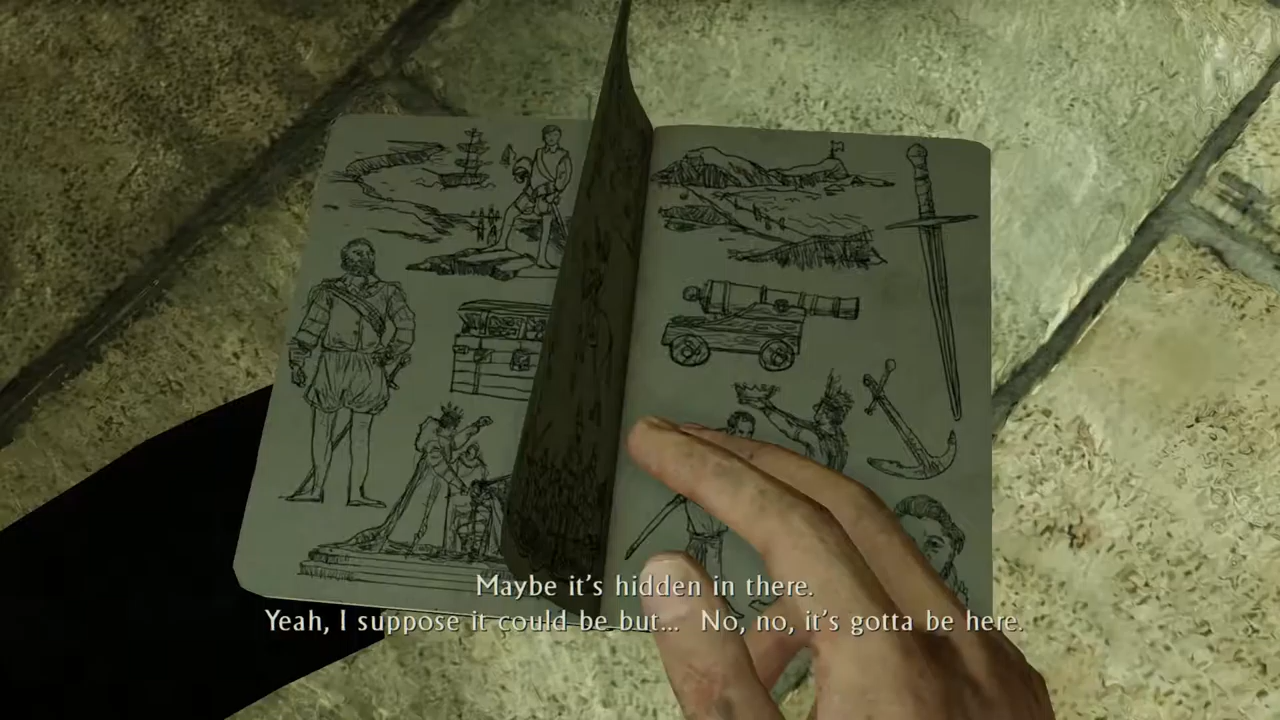 Maybe it's hidden in there.
Yeah, I suppose it could be but... No, no, it's gotta be here.